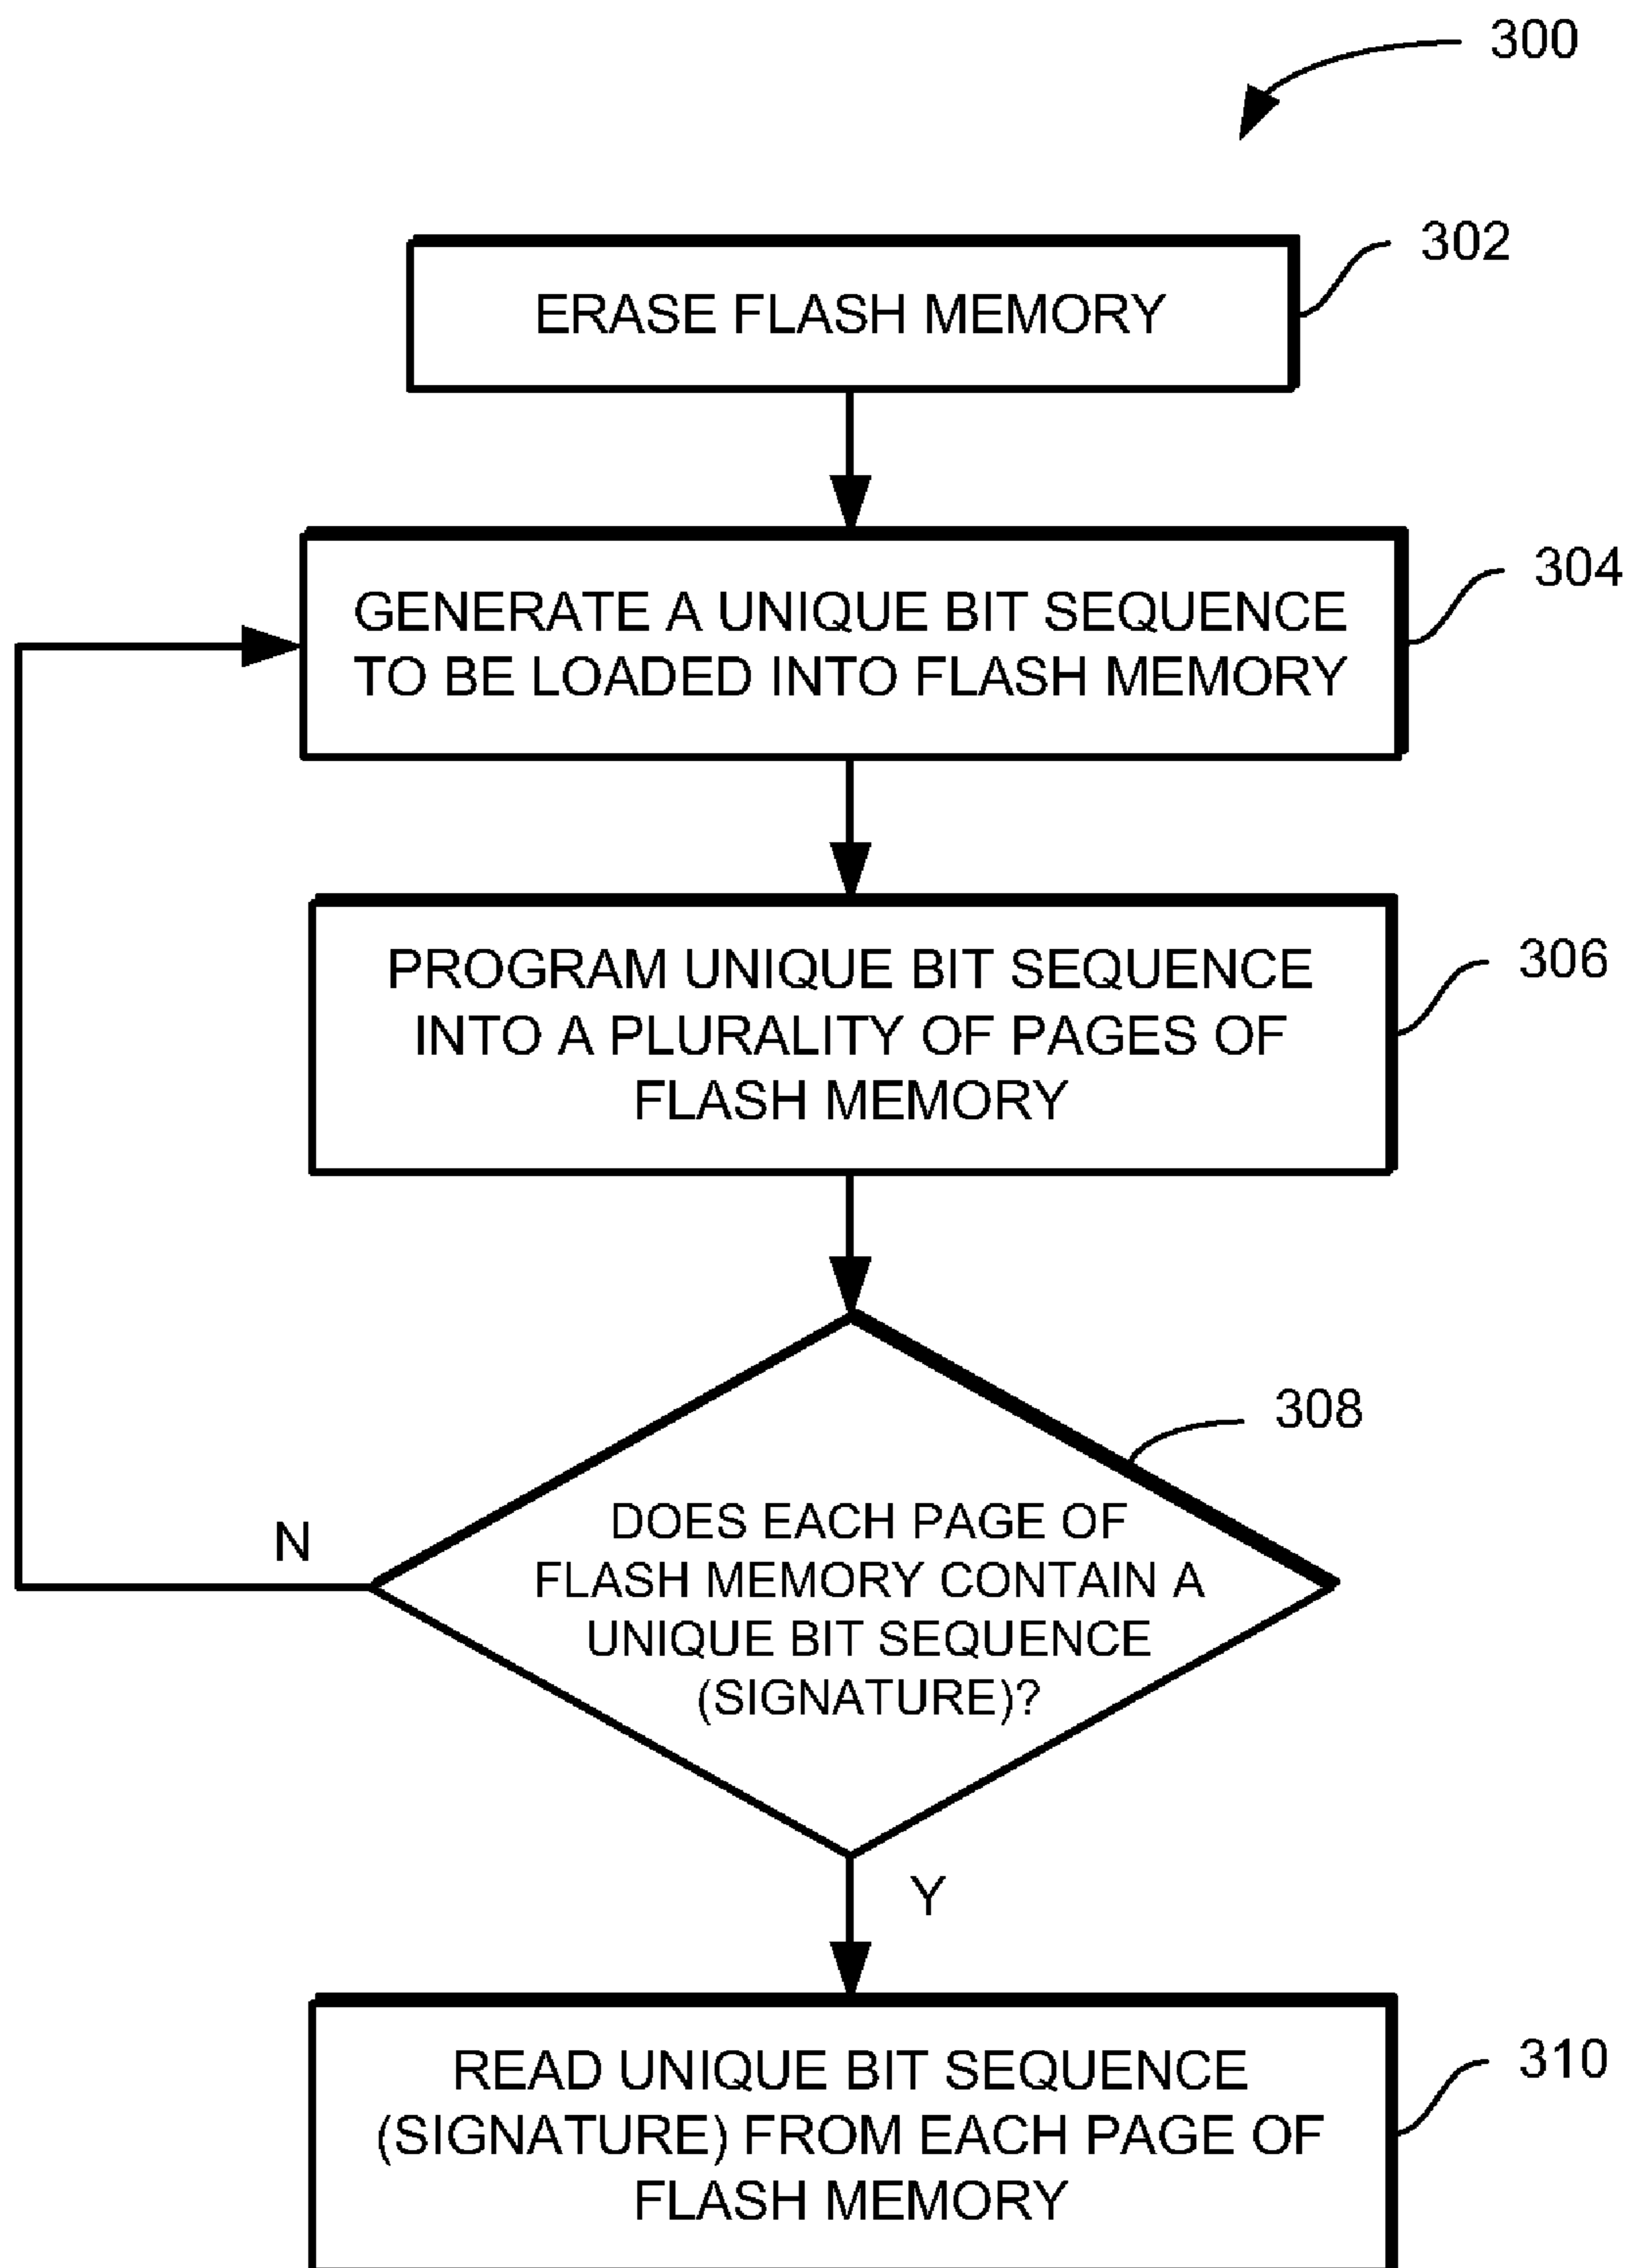 300
302
ERASE FLASH MEMORY
304
GENERATE A UNIQUE BIT SEQUENCE
TO BE LOADED INTO FLASH MEMORY
306
PROGRAM UNIQUE BIT SEQUENCE
INTO A PLURALITY OF PAGES OF
FLASH MEMORY
308
DOES EACH PAGE OF
FLASH MEMORY CONTAIN A
UNIQUE BIT SEQUENCE
(SIGNATURE)?
N
Y
310
READ UNIQUE BIT SEQUENCE
(SIGNATURE) FROM EACH PAGE OF
FLASH MEMORY